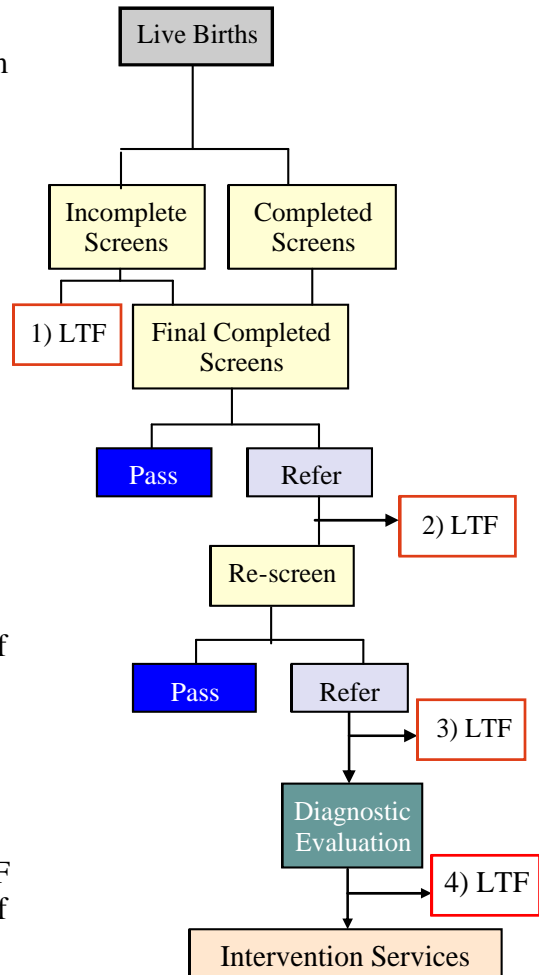 Live Births
Incomplete
Screens
Completed
Screens
1) LTF
Final Completed
Screens
Pass
Refer
2) LTF
Re-screen
f
Pass
Refer
3) LTF
Diagnostic
Evaluation
4) LTF
f
Intervention Services